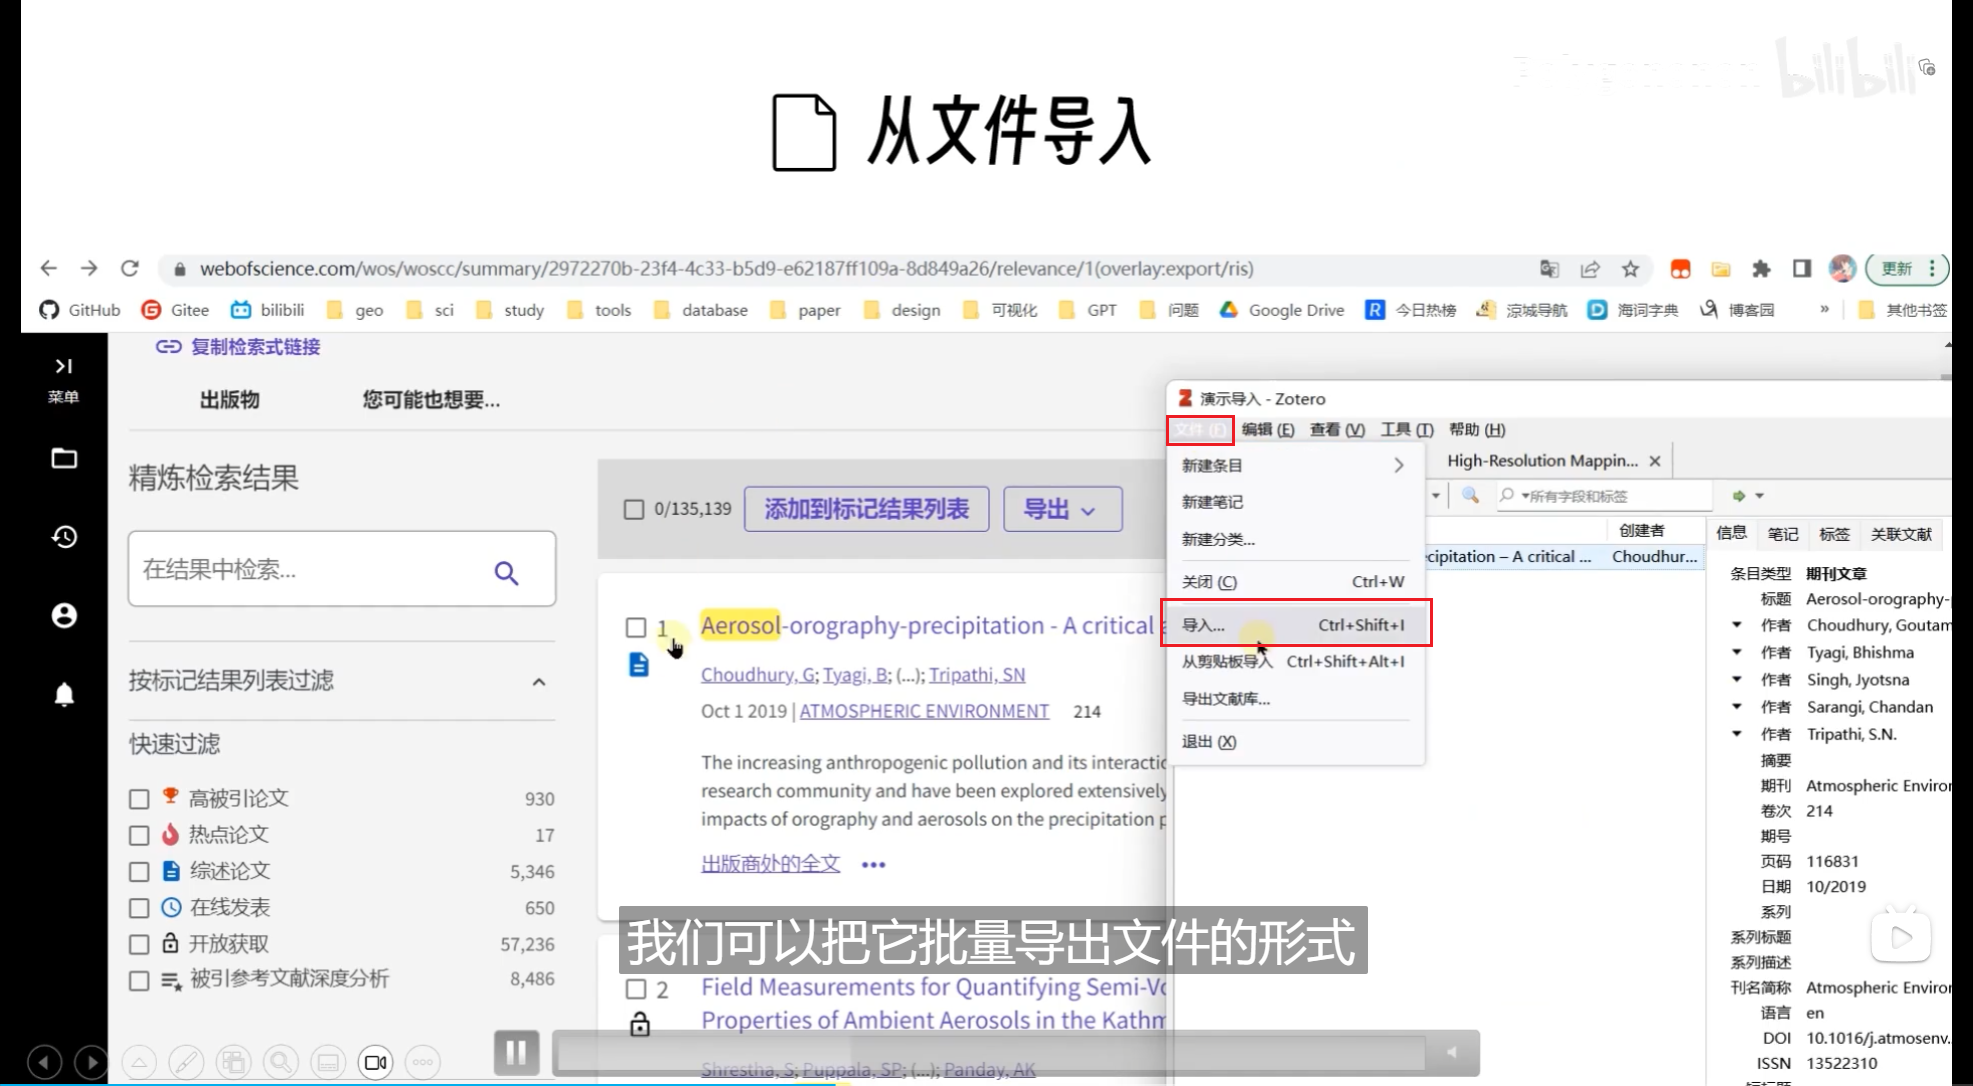 bilibili
从文件导入
webofscience.com/wos/woscc/summary/2972270b-23f4-4c33-b5d9-e62187ff109a-8d849a26/relevance/1(overlay:export/ris)
更新
GitHub Gitee bilibili geo sci study tools database paper design 可视化 GPT 问题 Google Drive 今日热榜 凉城导航 海词字典 博客园 » 其他书签
菜单
复制检索式链接
出版物 您可能也想要...
精炼检索结果
在结果中检索...
按标记结果列表过滤
快速过滤
高被引论文 930
热点论文 17
综述论文 5,346
在线发表 650
开放获取 57,236
被引参考文献深度分析 8,486
0/135,139 添加到标记结果列表 导出
1 Aerosol-orography-precipitation - A critical
Choudhury, G; Tyagi, B; (...); Tripathi, SN
Oct 1 2019 | ATMOSPHERIC ENVIRONMENT 214
The increasing anthropogenic pollution and its interactio
research community and have been explored extensively
impacts of orography and aerosols on the precipitation p
出版商处的全文
2 Field Measurements for Quantifying Semi-Vo
Properties of Ambient Aerosols in the Kathm
Shrestha, S; Puppala, SP; (...); Panday, AK
演示导入 - Zotero
文件 (F) 编辑 (E) 查看 (V) 工具 (T) 帮助 (H)
新建条目
新建笔记
新建分类...
关闭 (C) Ctrl+W
导入... Ctrl+Shift+I
从剪贴板导入 Ctrl+Shift+Alt+I
导出文献库...
退出 (X)
High-Resolution Mappin...
所有字段和标签
创建者
cipitation – A critical ... Choudhur...
信息 笔记 标签 关联文献
条目类型 期刊文章
标题 Aerosol-orography-
作者 Choudhury, Goutam
作者 Tyagi, Bhishma
作者 Singh, Jyotsna
作者 Sarangi, Chandan
作者 Tripathi, S.N.
摘要
期刊 Atmospheric Enviror
卷次 214
期号
页码 116831
日期 10/2019
系列
系列标题
系列描述
刊名简称 Atmospheric Enviror
语言 en
DOI 10.1016/j.atmosenv.
ISSN 13522310
我们可以把它批量导出文件的形式